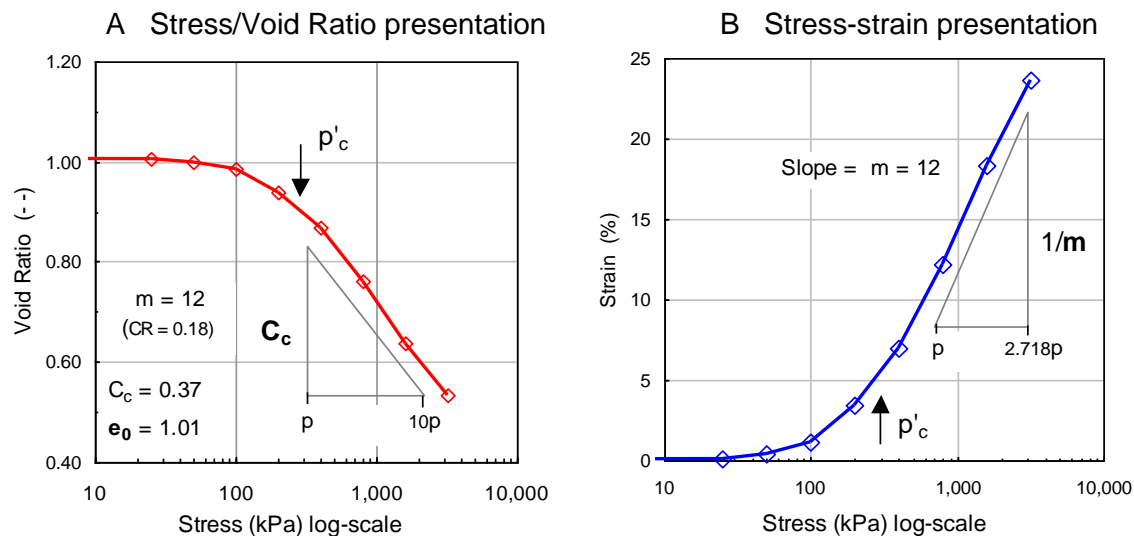 A Stress/Void Ratio presentation
1.20
1.00
0.80
0.60
0.40
Void Ratio (- -)
p'c
m = 12
(CR = 0.18)
Cc
Cc = 0.37
e0 = 1.01
p
10p
10
100
1,000
10,000
Stress (kPa) log-scale
B Stress-strain presentation
25
20
15
10
5
0
Strain (%)
Slope = m = 12
1/m
p
2.718p
p'c
10
100
1,000
10,000
Stress (kPa) log-scale